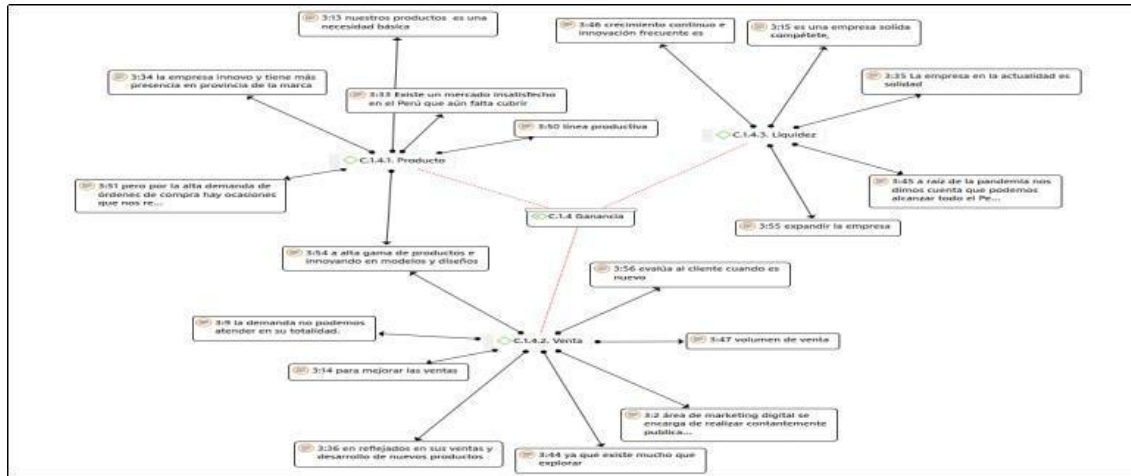 3:13 nuestros productos es una
necesidad básica
3:46 crecimiento continuo e
innovación frecuente es
3:15 es una empresa solida
compétete,
3:34 la empresa innovo y tiene más
presencia en provincia de la marca
3:35 La empresa en la actualidad es
solidad
3:33 Existe un mercado insatisfecho
en el Perú que aún falta cubrir
3:50 linea productiva
C.1.4.3. Liquidez
C.1.4.1. Producto
3:51 pero por la alta demanda de
órdenes de compra hay ocasiones
que nos re...
3:45 a raíz de la pandemia nos
dimos cuenta que podemos
alcanzar todo el Pe...
C.1.4 Ganancia
3:55 expandir la empresa
3:54 a alta gama de productos e
innovando en modelos y diseños
3:56 evalúa al cliente cuando es
nuevo
3:9 la demanda no podemos
atender en su totalidad.
C.1.4.2. Venta
3:47 volumen de venta
3:14 para mejorar las ventas
3:2 área de marketing digital se
encarga de realizar contantemente
publica...
3:36 en reflejados en sus ventas y
desarrollo de nuevos productos
3:44 ya que existe mucho que
explorar